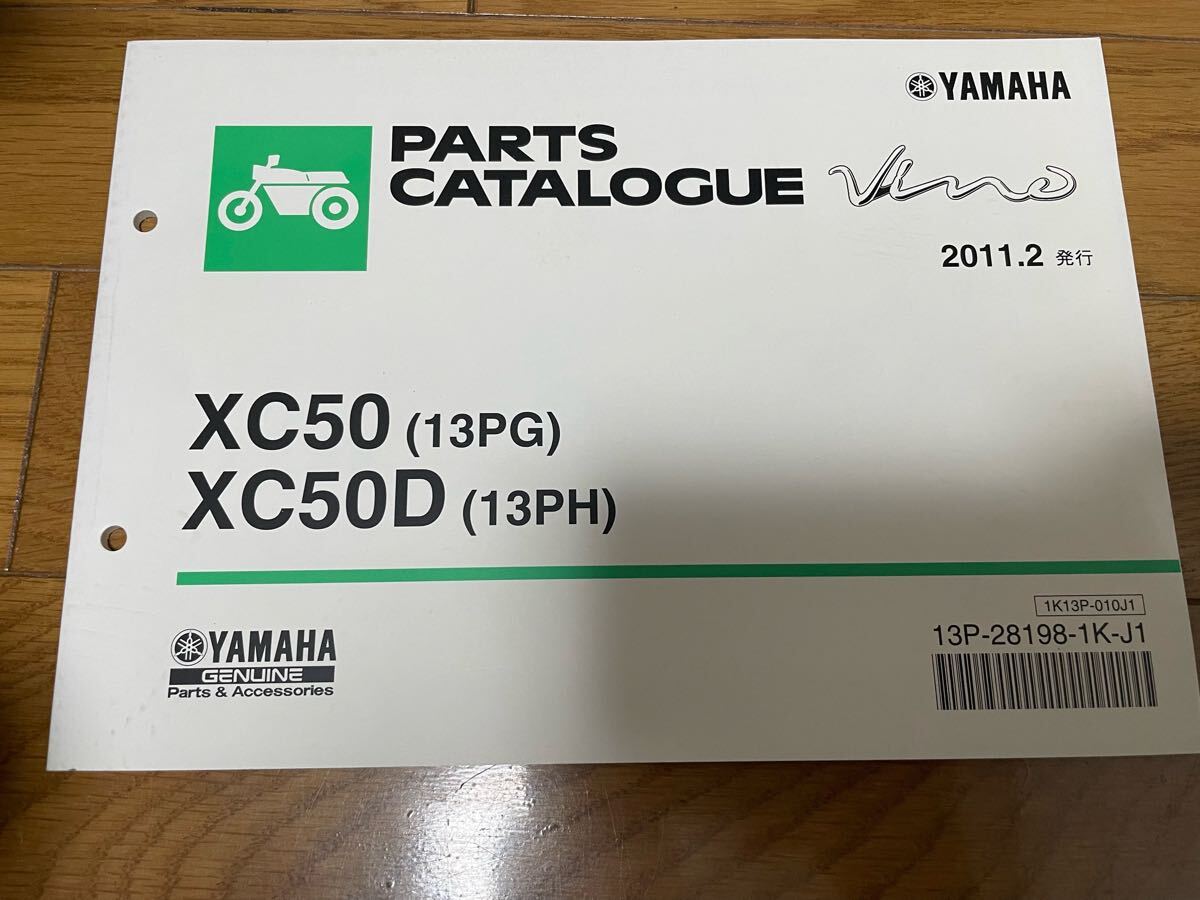 YAMAHA
PARTS
CATALOGUE
Vino
2011.2 発行
XC50 (13PG)
XC50D (13PH)
1K13P-010J1
13P-28198-1K-J1
YAMAHA
GENUINE
Parts & Accessories